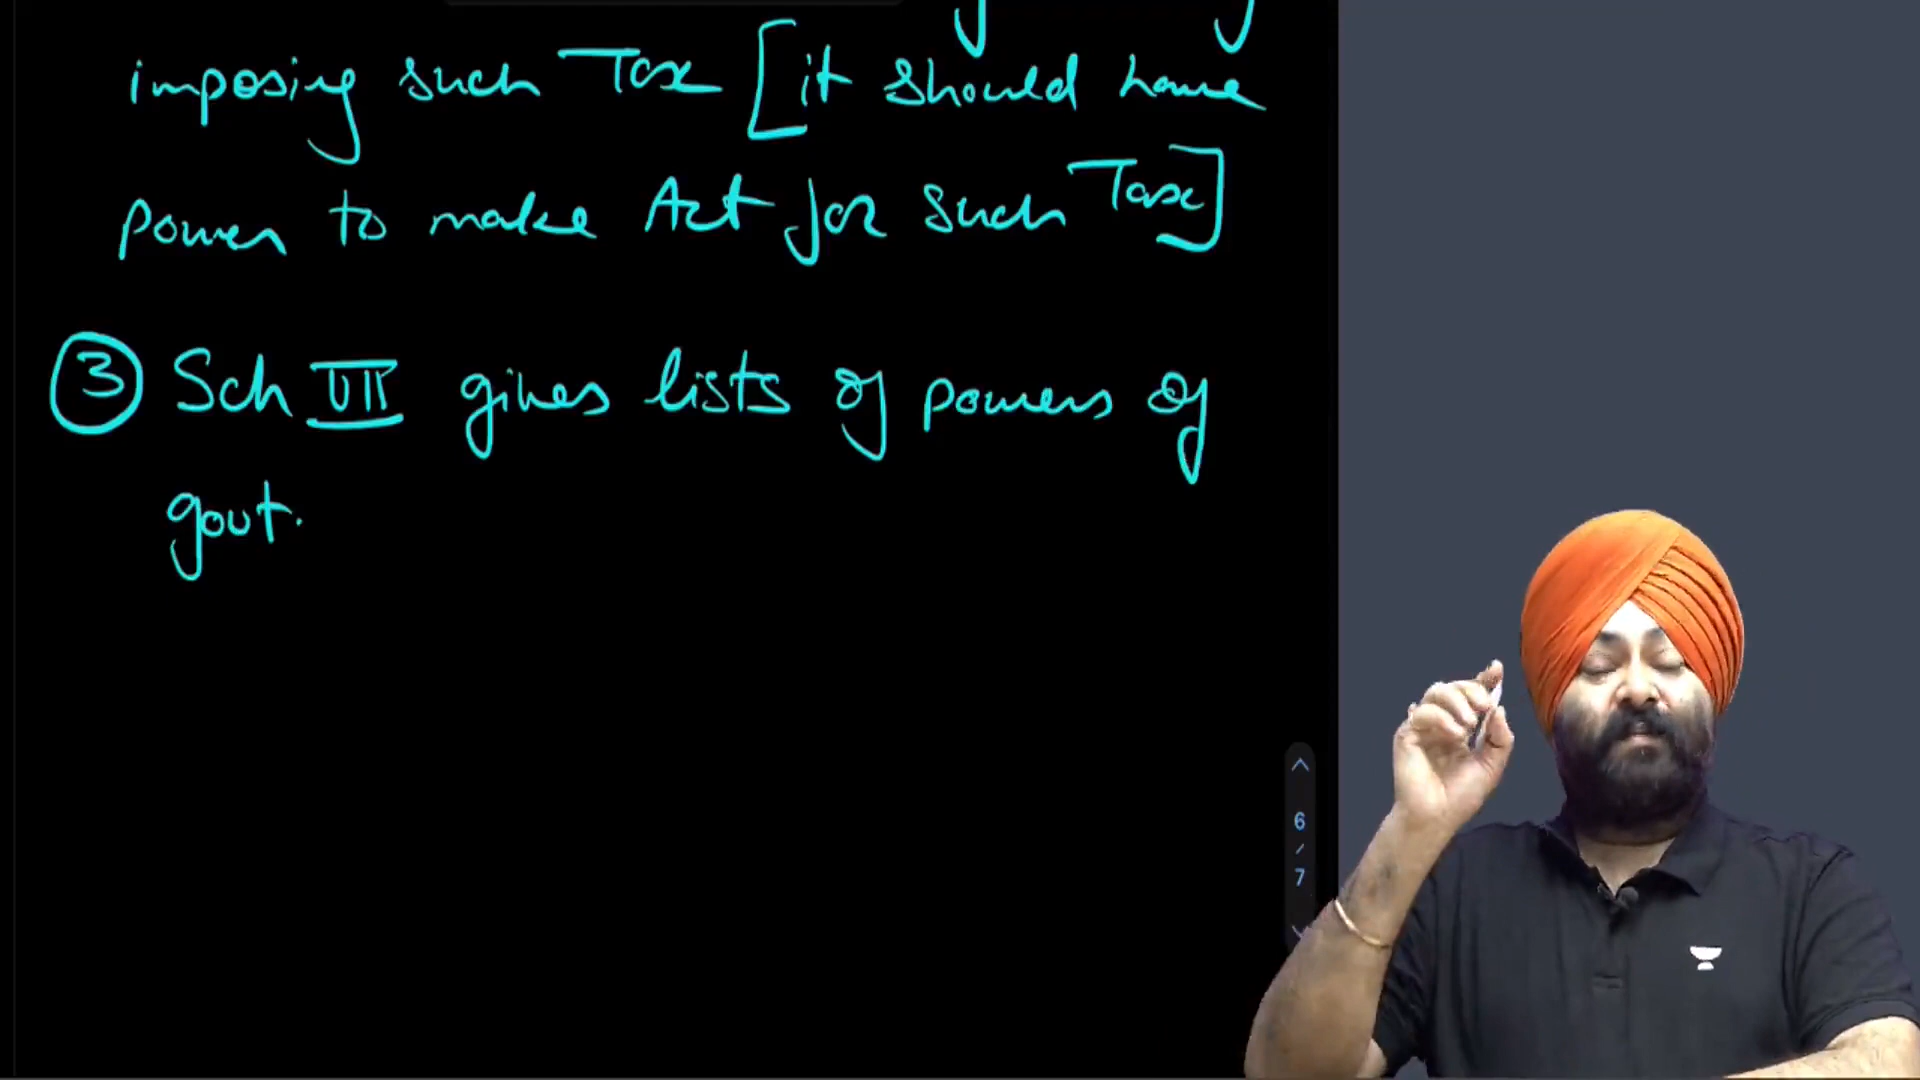 imposing such Tax [it should have
power to make Act for such Tax]
③ Sch VII gives lists of powers of
govt.
6
/
7